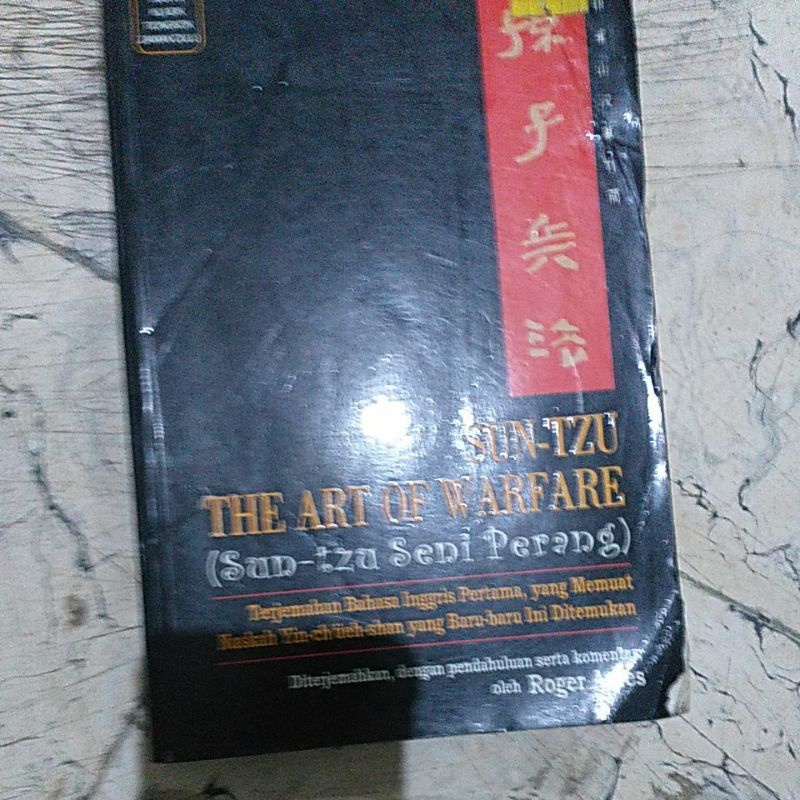 孫
子
兵
法
SUN-TZU
THE ART OF WARFARE
(Sun-tzu Seni Perang)
Terjemahan Bahasa Inggris Pertama, yang Memuat
Naskah Yin-ch'üeh-shan yang Baru-baru Ini Ditemukan
Diterjemahkan, dengan pendahuluan serta komentar
oleh Roger